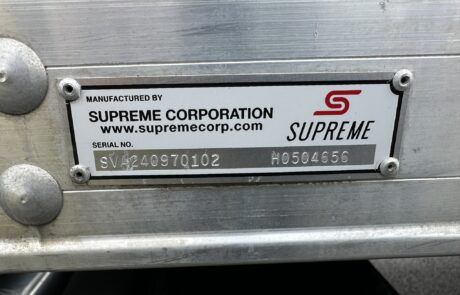 MANUFACTURED BY
SUPREME CORPORATION
www.supremecorp.com
SUPREME
SERIAL NO.
SVA240970102 H0504656